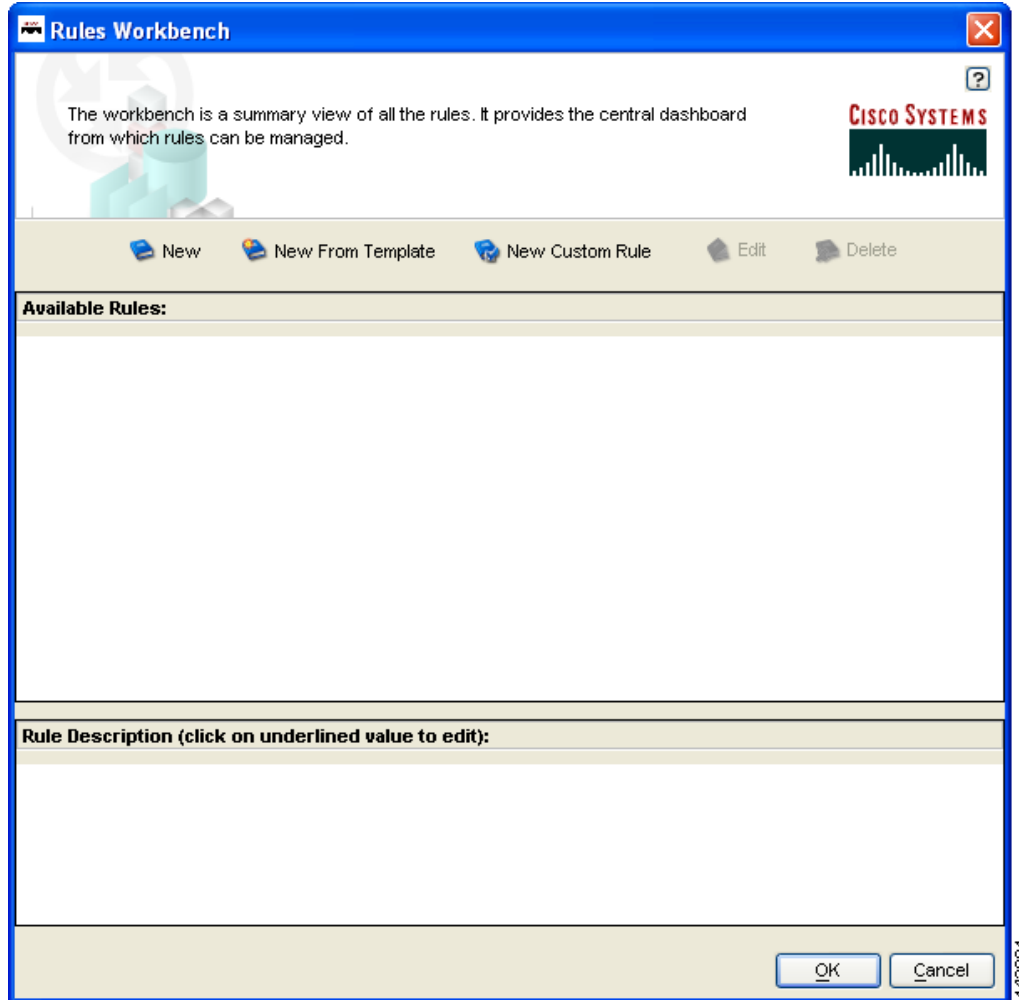 Rules Workbench
?
The workbench is a summary view of all the rules. It provides the central dashboard
from which rules can be managed.
CISCO SYSTEMS
New
New From Template
New Custom Rule
Edit
Delete
Available Rules:
Rule Description (click on underlined value to edit):
OK
Cancel